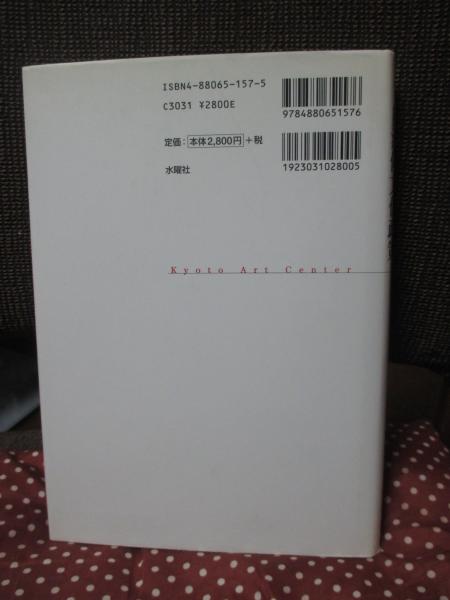 ISBN4-88065-157-5
C3031 ¥2800E
定価：本体2,800円+税
水曜社
9784880651576
1923031028005
Kyoto Art Center